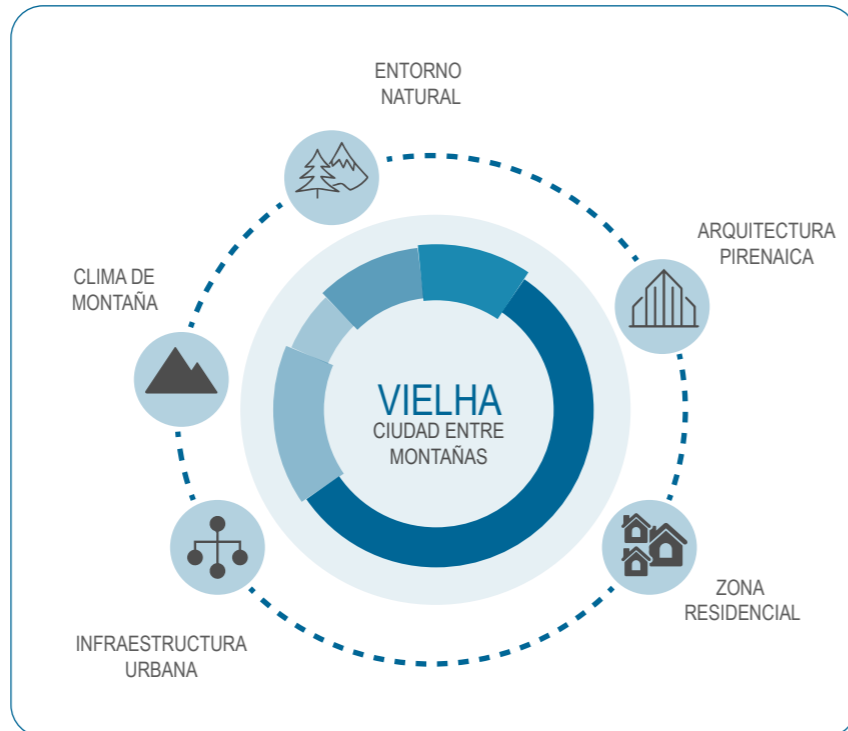 ENTORNO
NATURAL
ARQUITECTURA
PIRENAICA
CLIMA DE
MONTAÑA
VIELHA
CIUDAD ENTRE
MONTAÑAS
ZONA
RESIDENCIAL
INFRAESTRUCTURA
URBANA